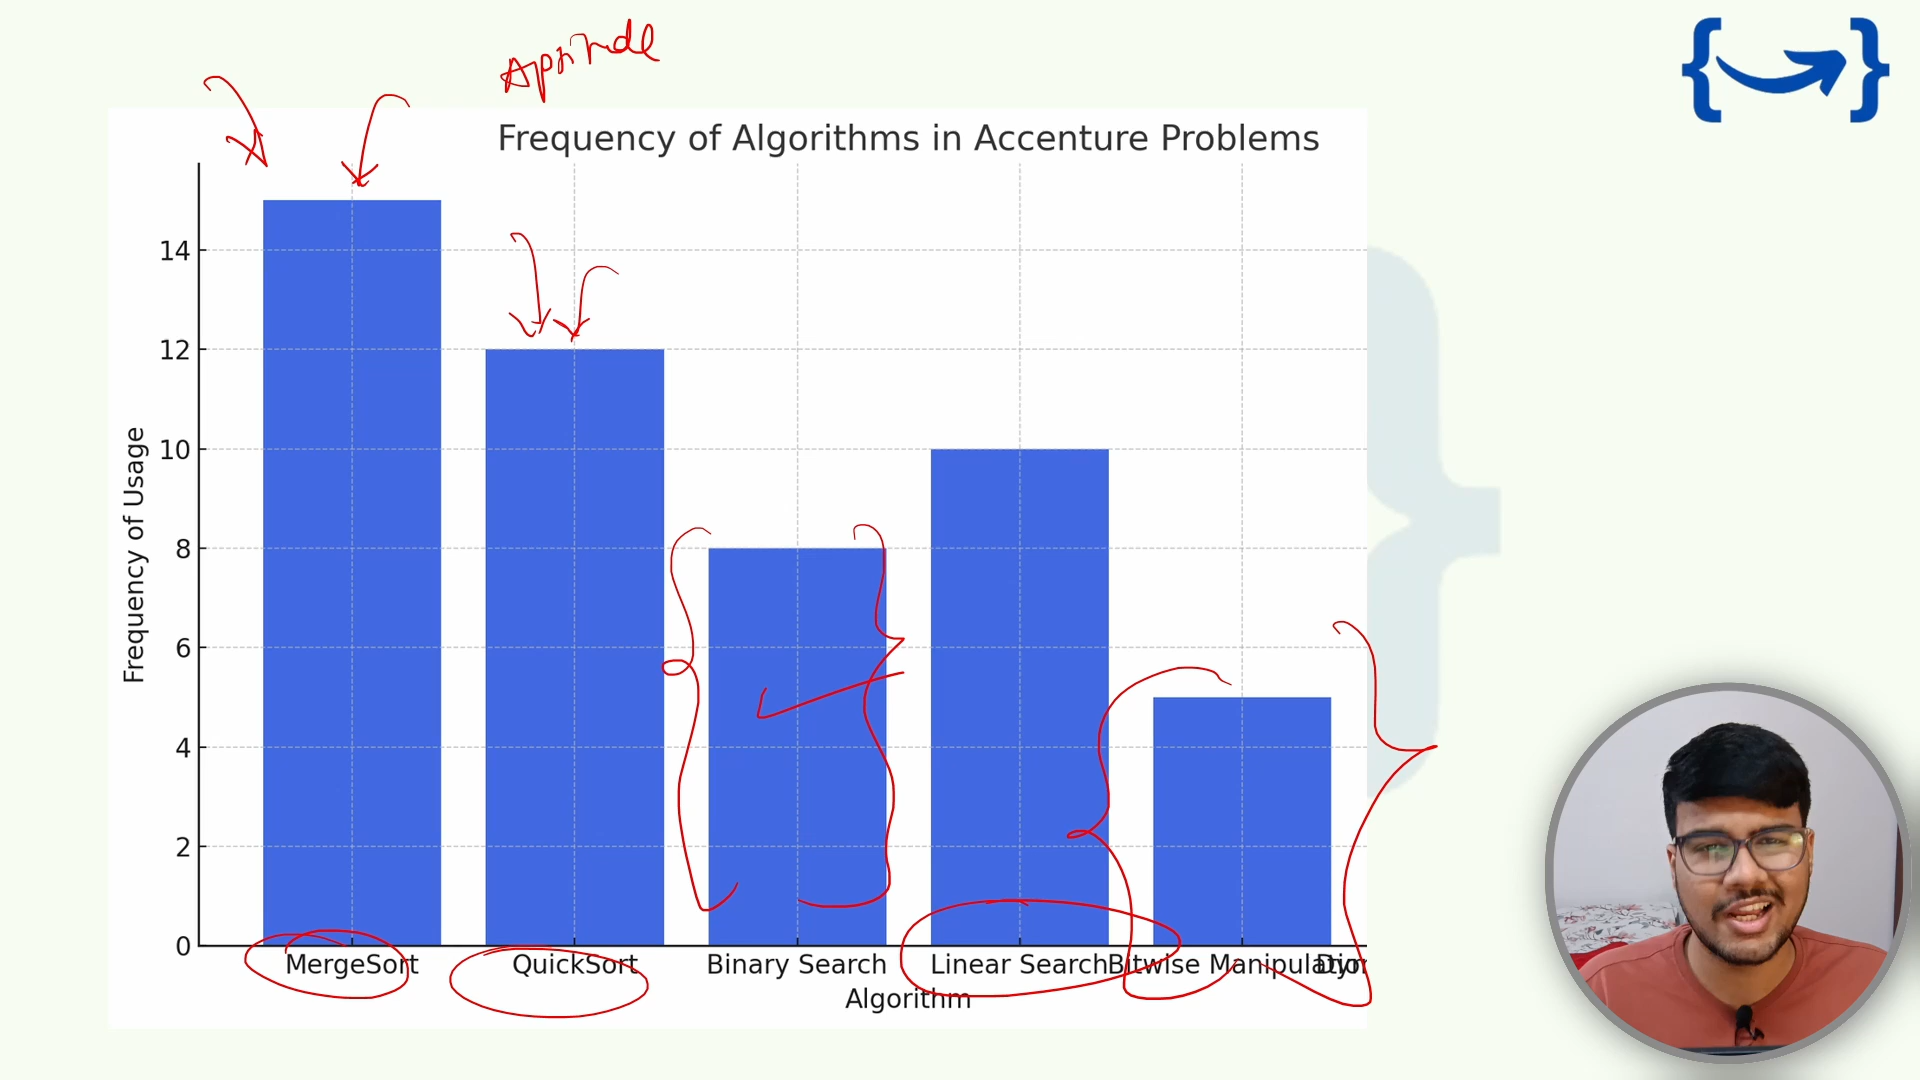 Frequency of Algorithms in Accenture Problems
Frequency of Usage
14
12
10
8
6
4
2
0
MergeSort
QuickSort
Binary Search
Linear Search
Bitwise Manipulation
Algorithm